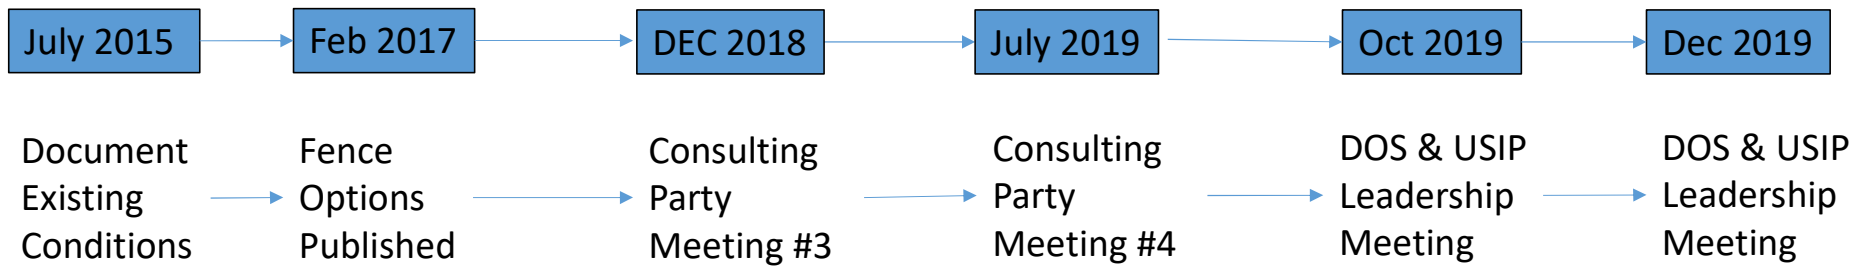 July 2015
Feb 2017
DEC 2018
July 2019
Oct 2019
Dec 2019
Document
Existing
Conditions
Fence
Options
Published
Consulting
Party
Meeting #3
Consulting
Party
Meeting #4
DOS & USIP
Leadership
Meeting
DOS & USIP
Leadership
Meeting